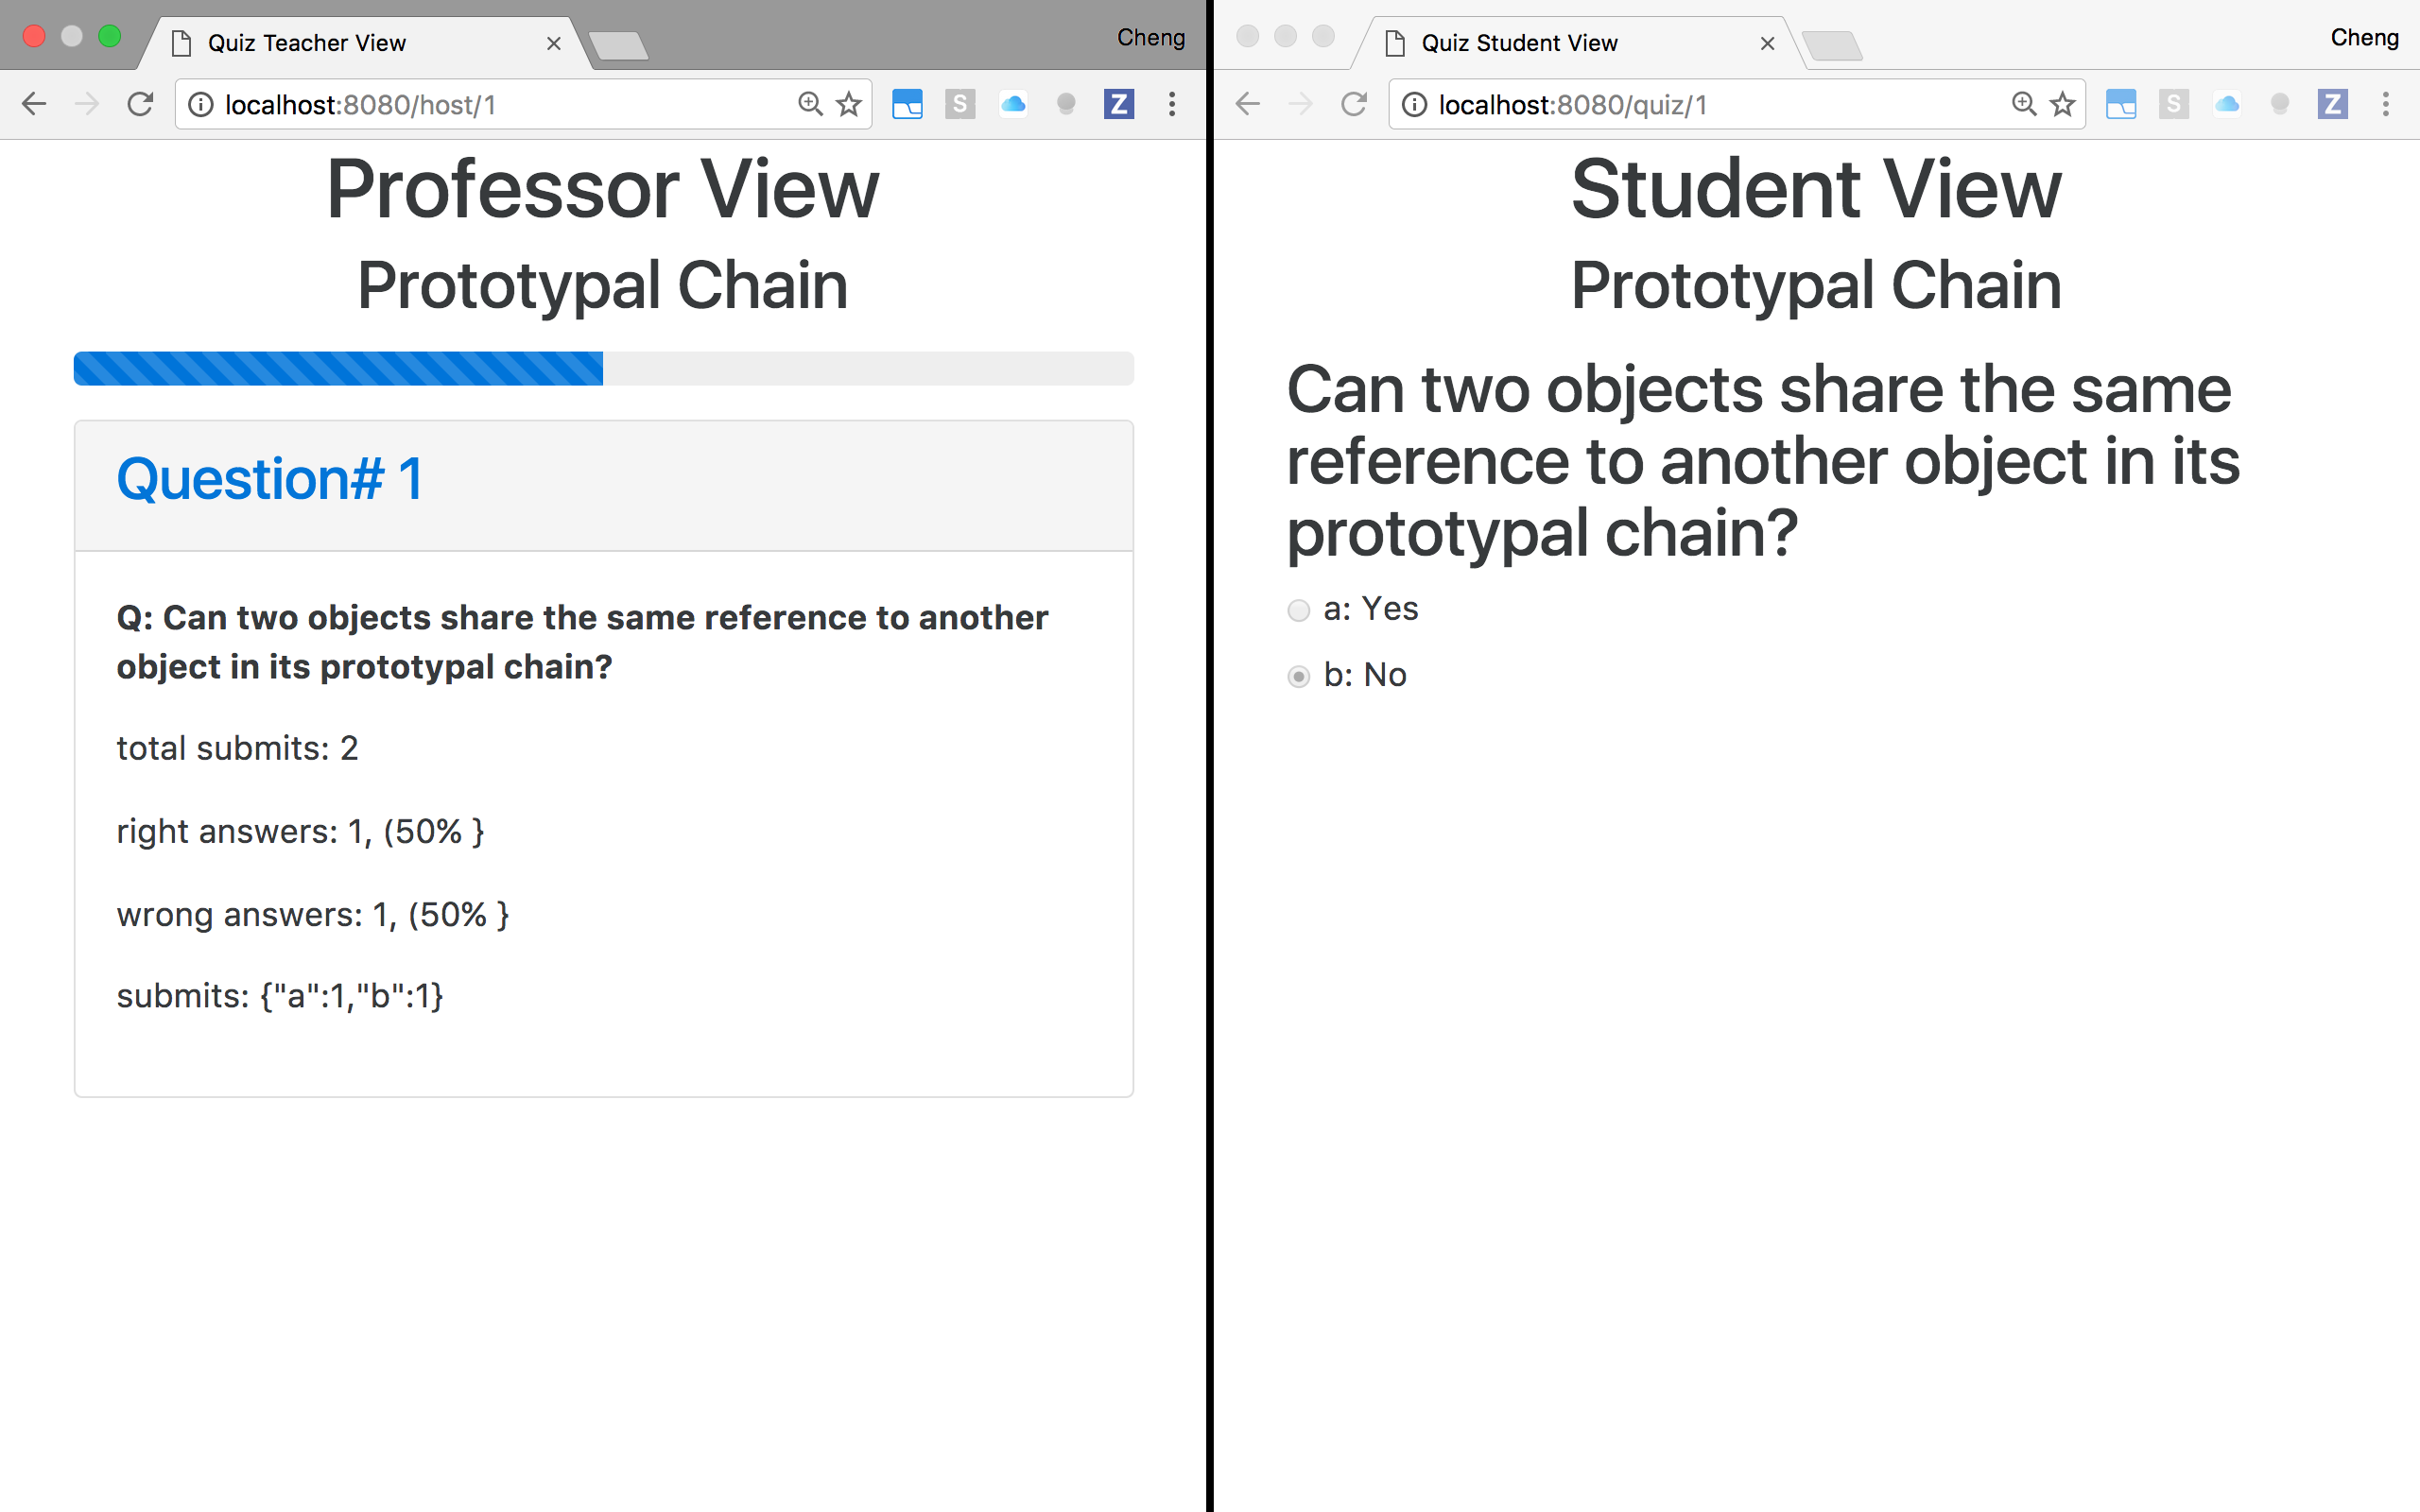 Quiz Teacher View
Cheng
localhost:8080/host/1
S
Z
Professor View
Prototypal Chain
Question# 1
Q: Can two objects share the same reference to another
object in its prototypal chain?
total submits: 2
right answers: 1, (50% }
wrong answers: 1, (50% }
submits: {"a":1,"b":1}
Quiz Student View
Cheng
localhost:8080/quiz/1
S
Z
Student View
Prototypal Chain
Can two objects share the same
reference to another object in its
prototypal chain?
a: Yes
b: No